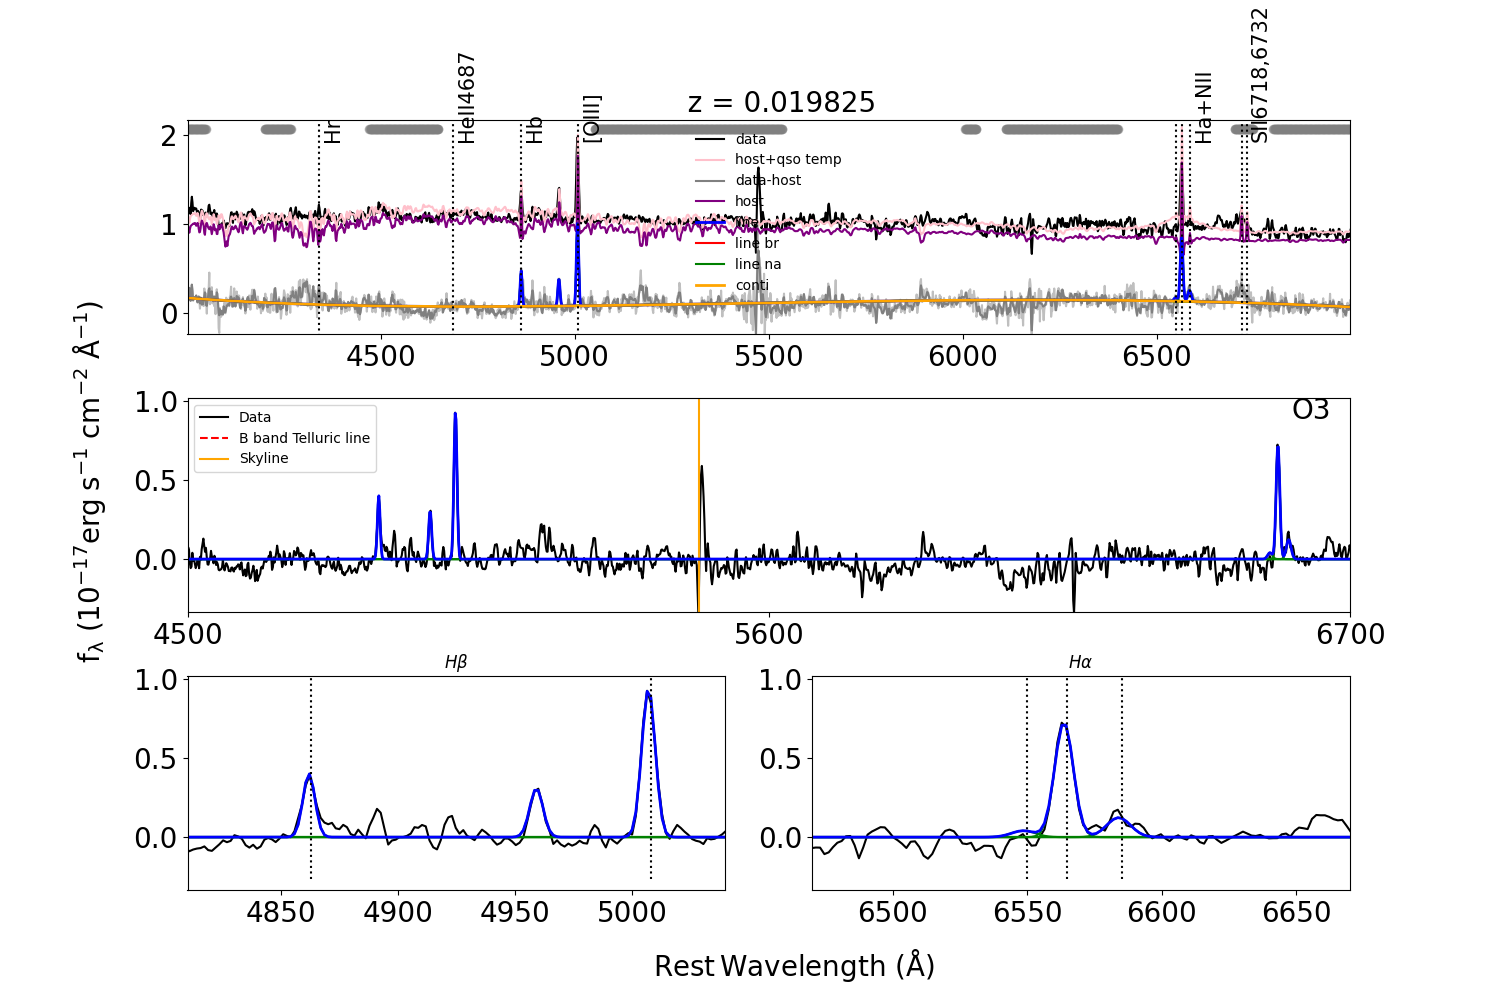 Hr
HeII4687
Hb
[OIII]
Ha+NII
SII6718,6732
z = 0.019825
2
1
0
data
host+qso temp
data-host
host
line
line br
line na
conti
4500
5000
5500
6000
6500
1.0
0.5
0.0
Data
B band Telluric line
Skyline
O3
4500
5600
6700
fλ (10⁻¹⁷erg s⁻¹ cm⁻² Å⁻¹)
Hβ
1.0
0.5
0.0
4850
4900
4950
5000
Hα
1.0
0.5
0.0
6500
6550
6600
6650
Rest Wavelength (Å)